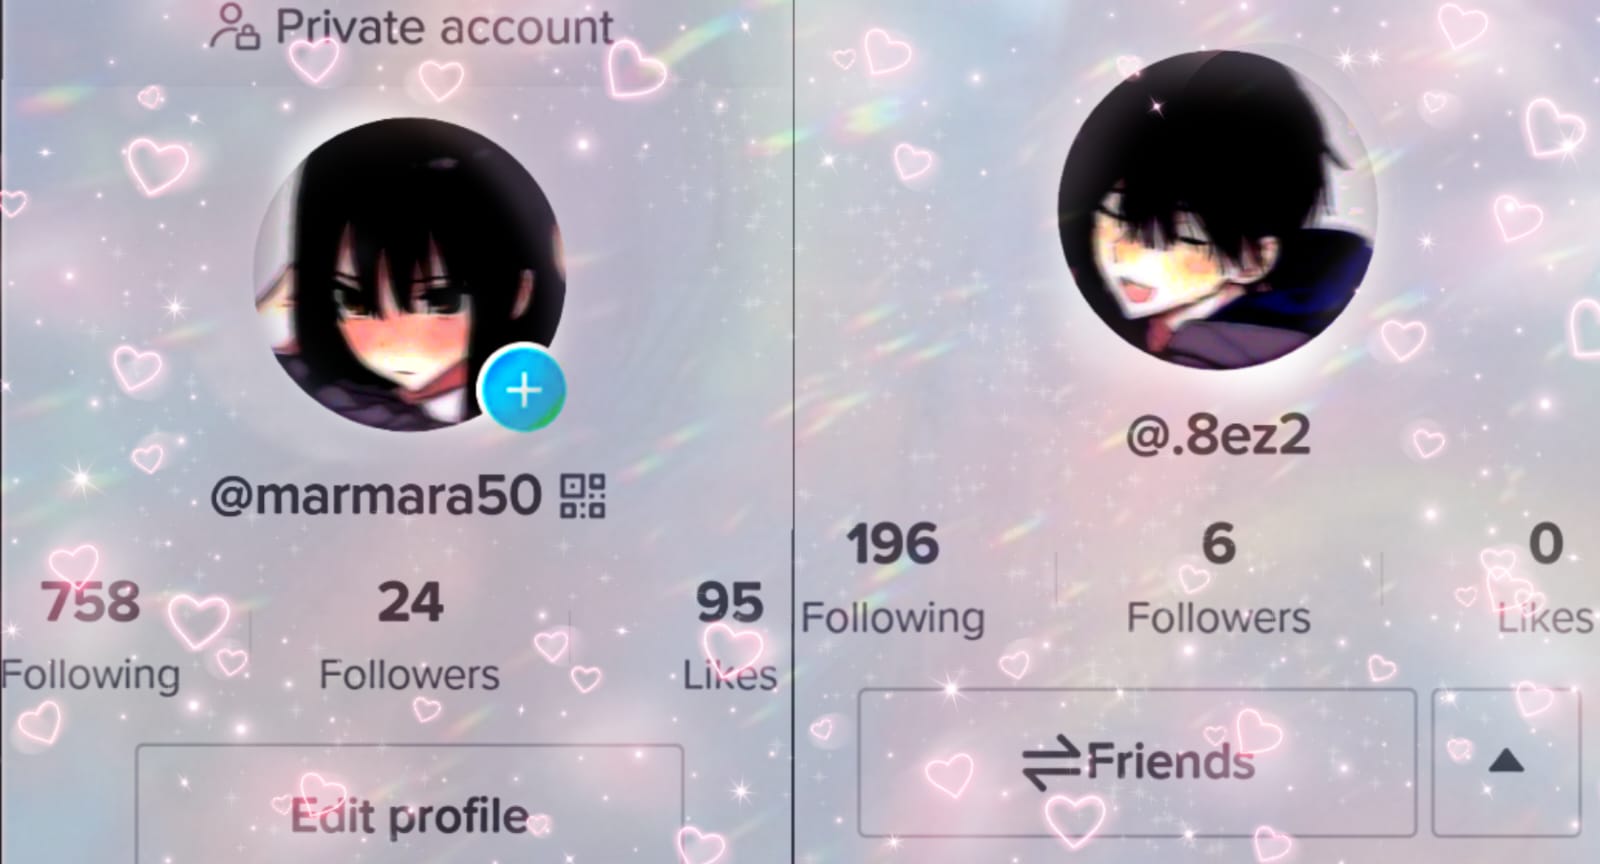 Private account
@marmara50
758 24 95
Following Followers Likes
Edit profile
@.8ez2
196 6 0
Following Followers Likes
Friends